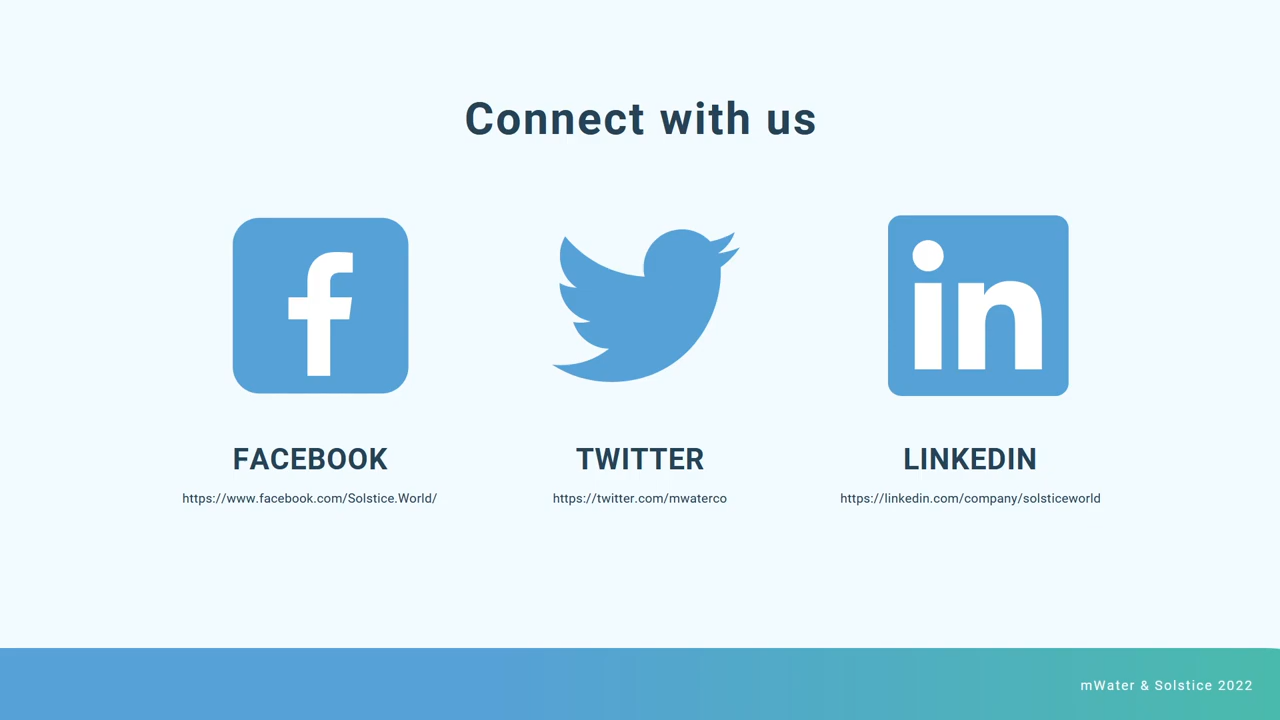 Connect with us
FACEBOOK
https://www.facebook.com/Solstice.World/
TWITTER
https://twitter.com/mwaterco
LINKEDIN
https://linkedin.com/company/solsticeworld
mWater & Solstice 2022